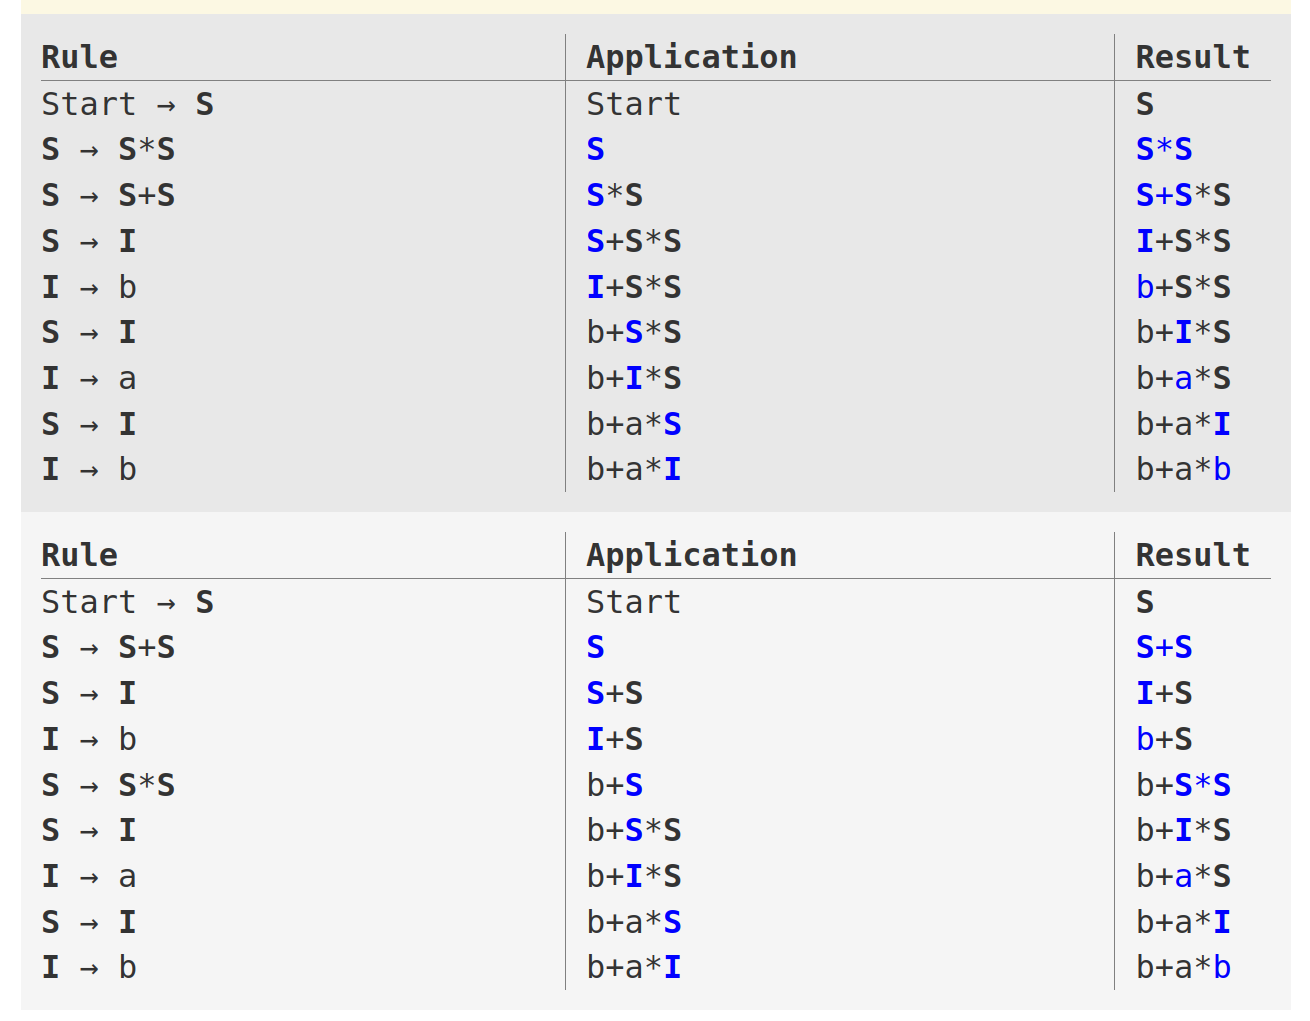 Rule Application Result
Start → S Start S
S → S*S S S*S
S → S+S S*S S+S*S
S → I S+S*S I+S*S
I → b I+S*S b+S*S
S → I b+S*S b+I*S
I → a b+I*S b+a*S
S → I b+a*S b+a*I
I → b b+a*I b+a*b
Rule Application Result
Start → S Start S
S → S+S S S+S
S → I S+S I+S
I → b I+S b+S
S → S*S b+S b+S*S
S → I b+S*S b+I*S
I → a b+I*S b+a*S
S → I b+a*S b+a*I
I → b b+a*I b+a*b